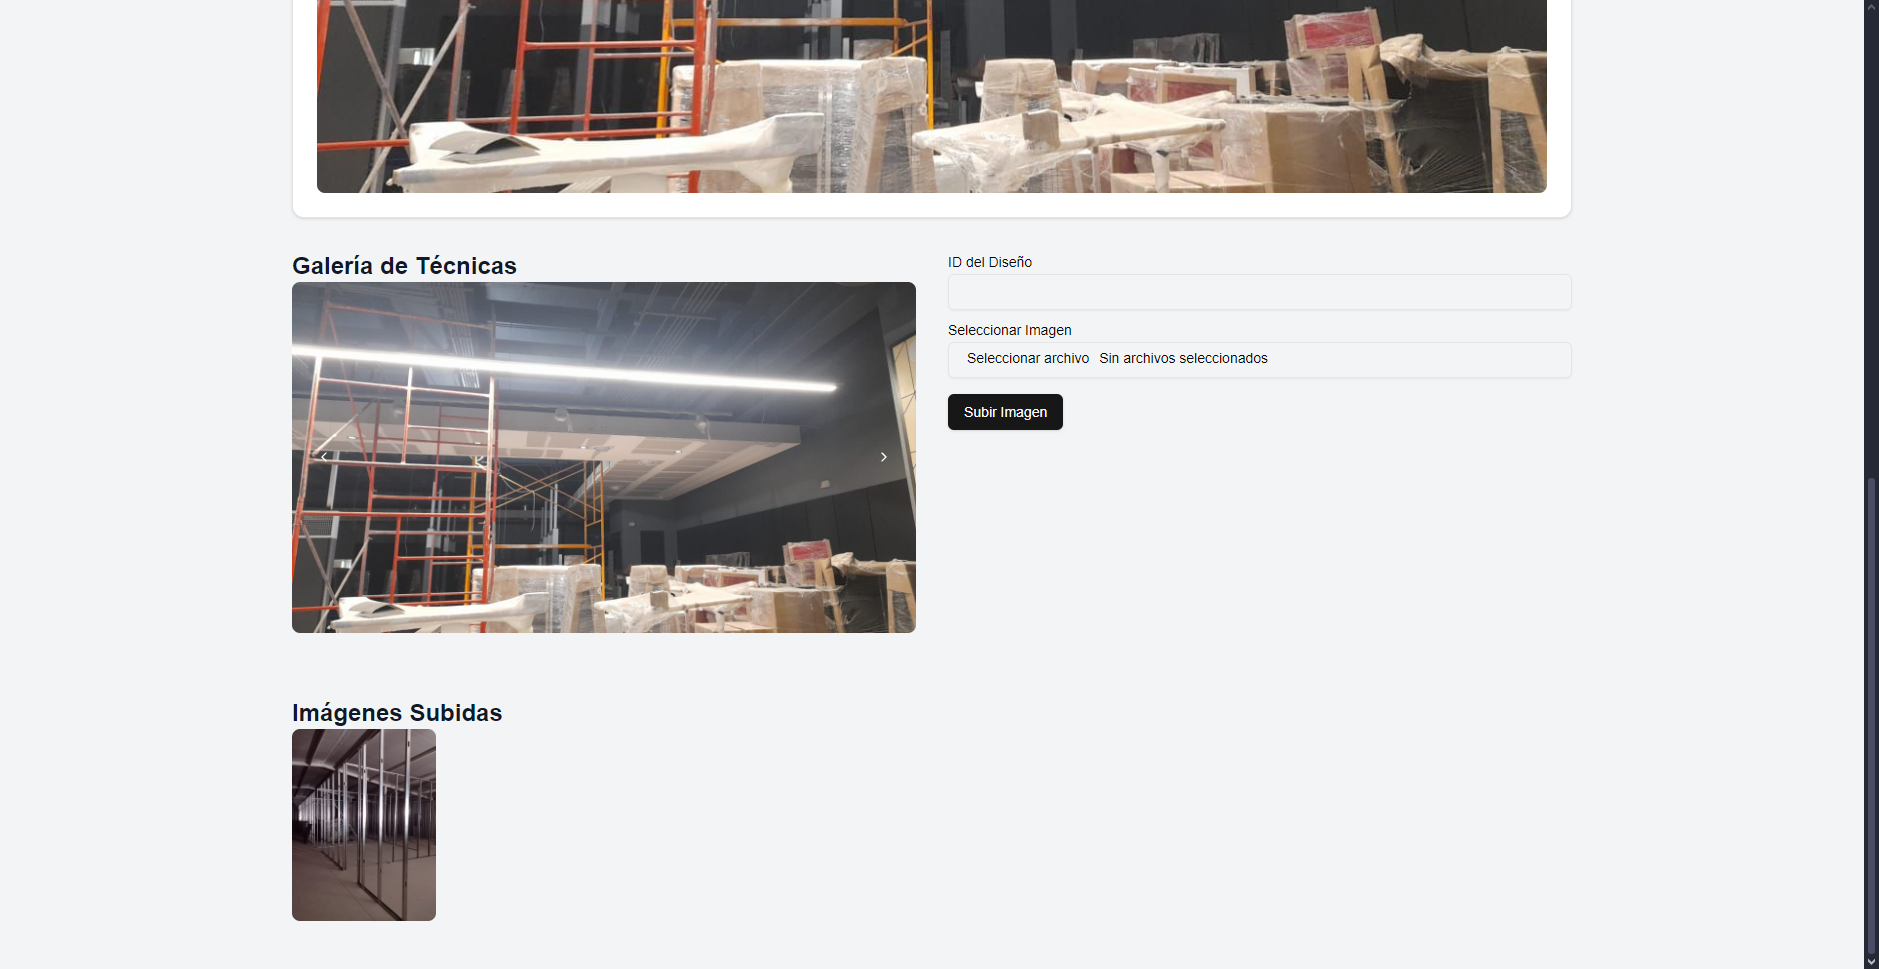 Galería de Técnicas
ID del Diseño
Seleccionar Imagen
Seleccionar archivo Sin archivos seleccionados
Subir Imagen
Imágenes Subidas